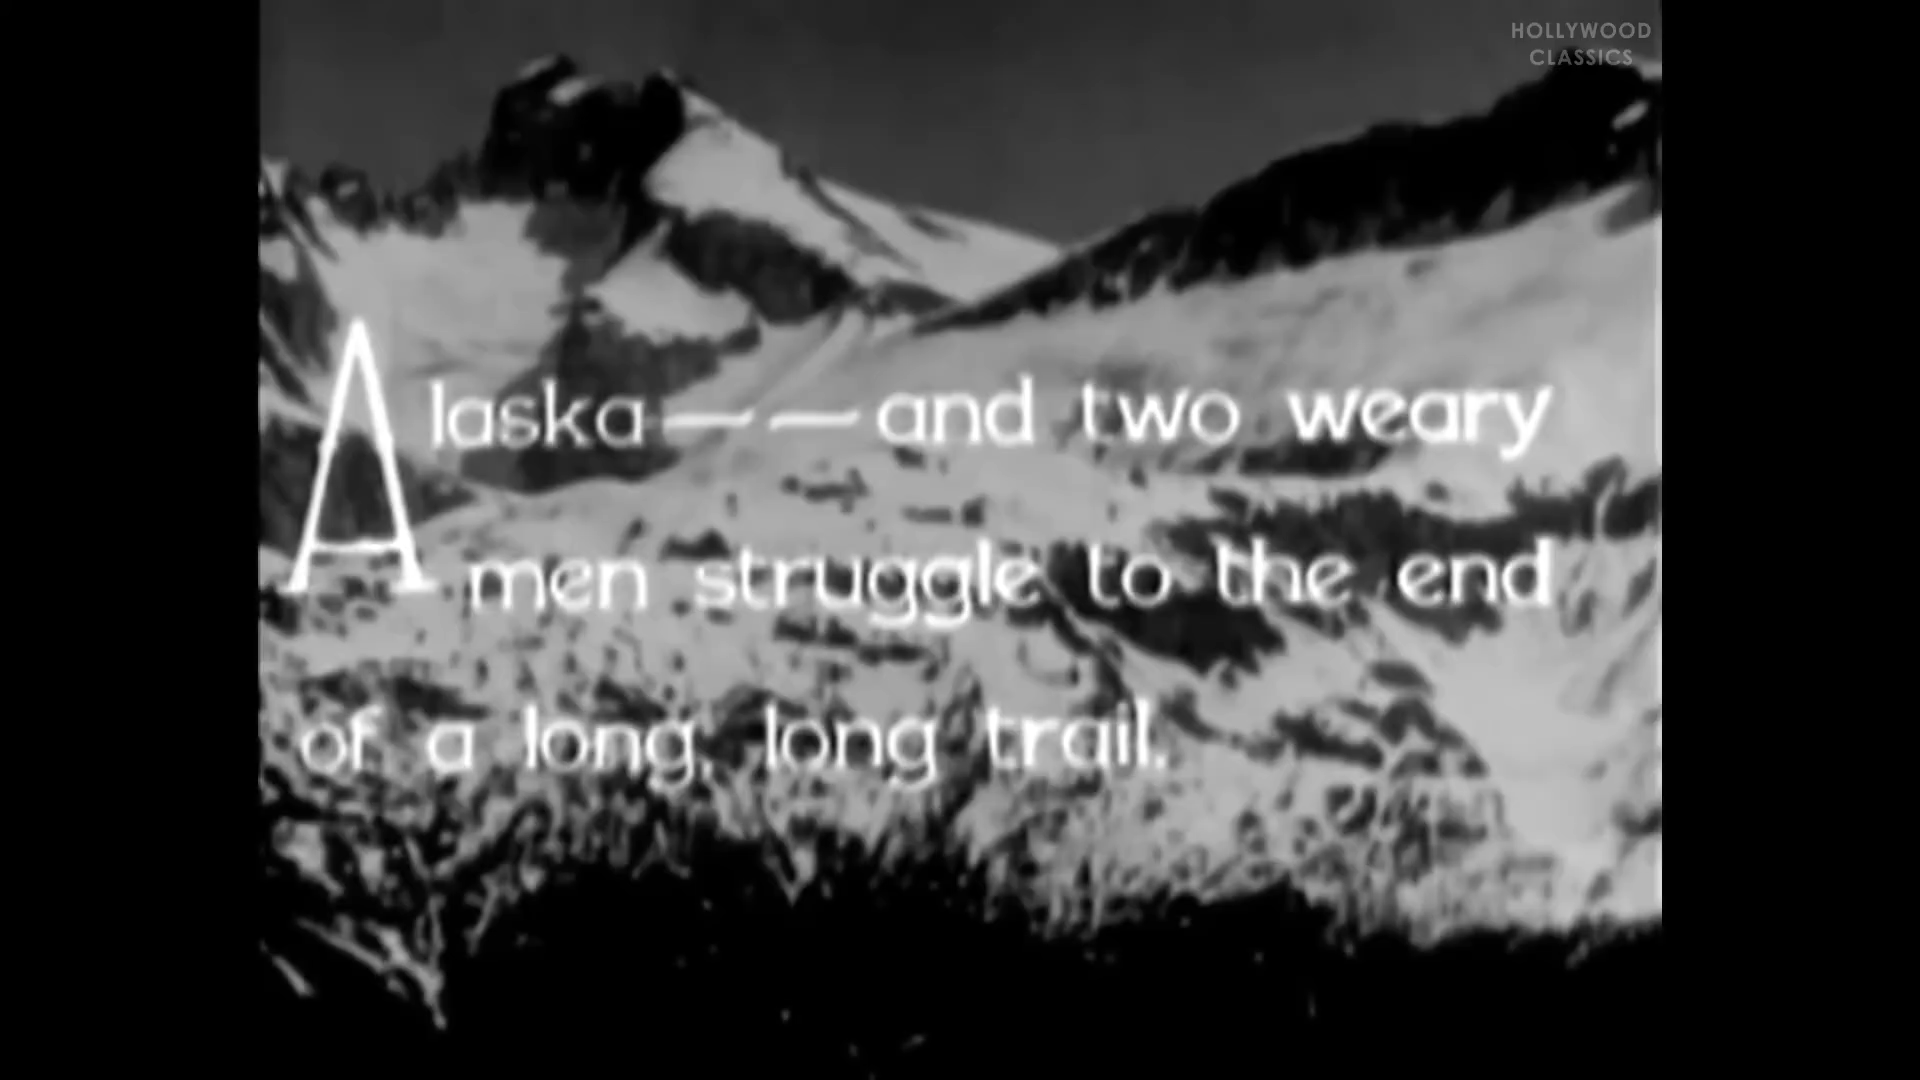 HOLLYWOOD
CLASSICS
Alaska——and two weary
men struggle to the end
of a long, long trail.